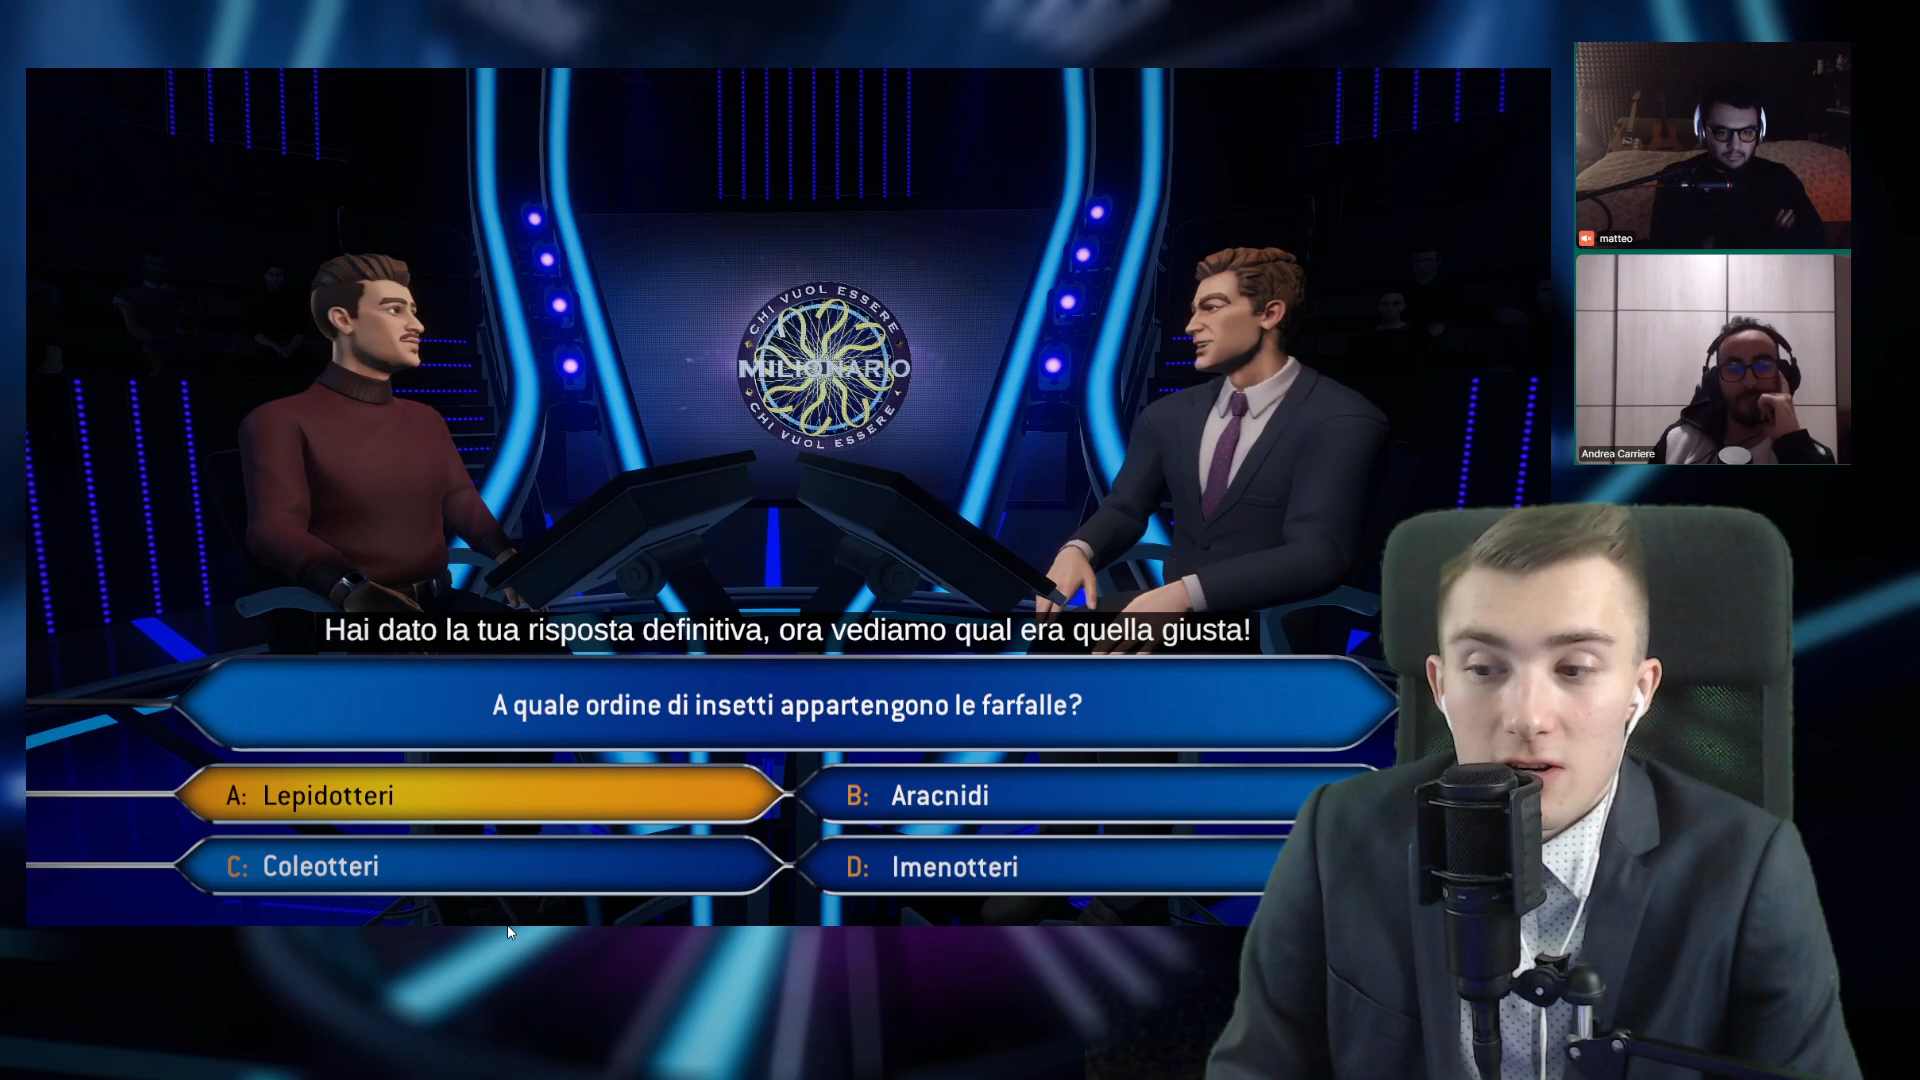 CHI VUOL ESSERE
MILIONARIO
CHI VUOL ESSERE
matteo
Andrea Carriere
Hai dato la tua risposta definitiva, ora vediamo qual era quella giusta!
A quale ordine di insetti appartengono le farfalle?
A: Lepidotteri
B: Aracnidi
C: Coleotteri
D: Imenotteri